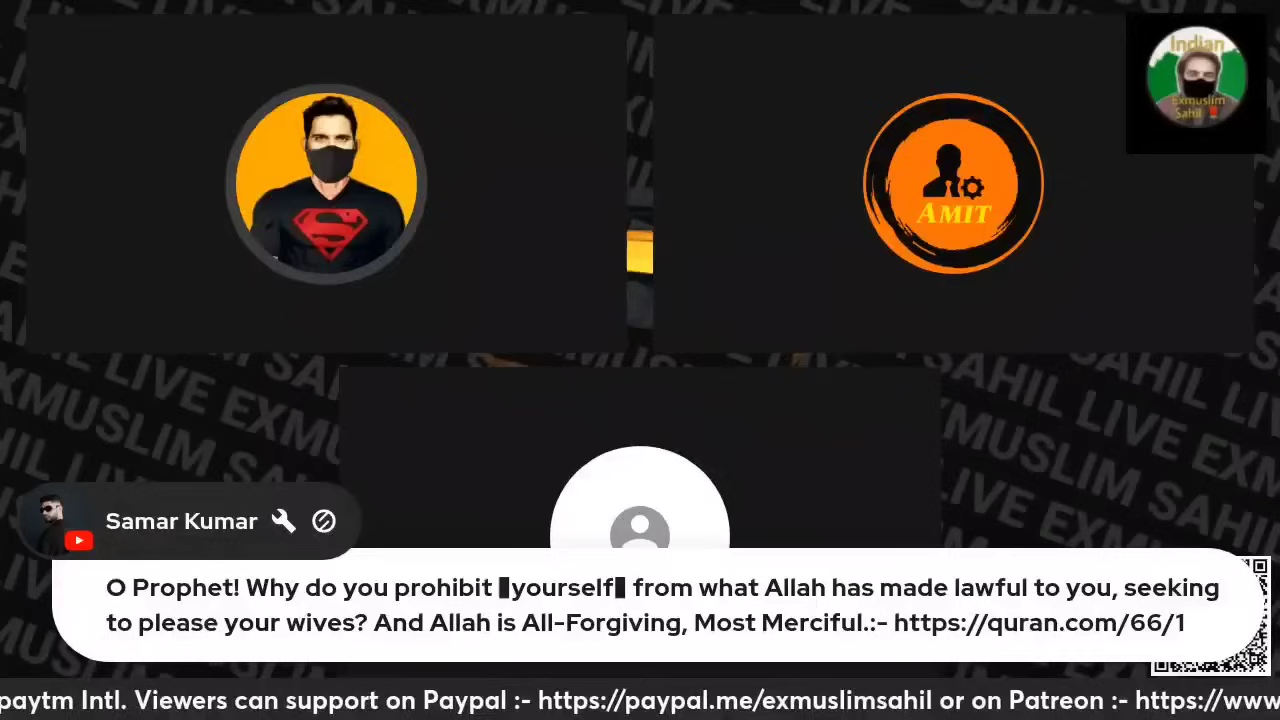 Indian
Exmuslim
Sahil
AMIT
Samar Kumar
O Prophet! Why do you prohibit ▮yourself▮ from what Allah has made lawful to you, seeking
to please your wives? And Allah is All-Forgiving, Most Merciful.:- https://quran.com/66/1
paytm Intl. Viewers can support on Paypal :- https://paypal.me/exmuslimsahil or on Patreon :- https://www